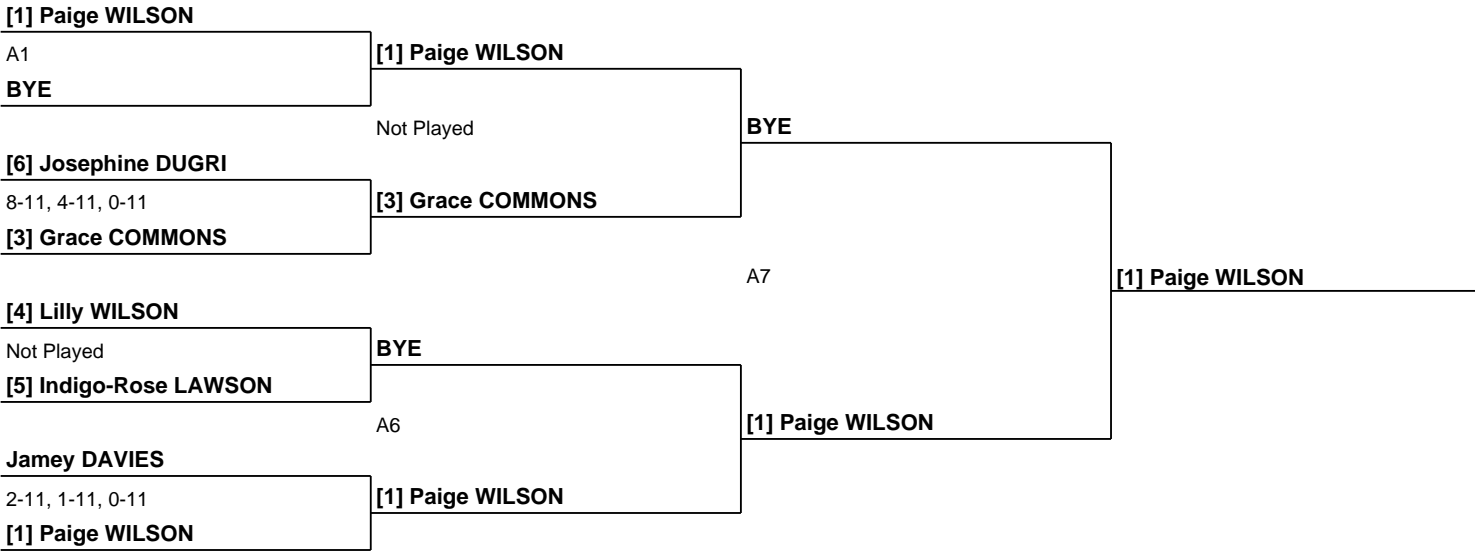 [1] Paige WILSON
A1
BYE
[1] Paige WILSON
Not Played
[6] Josephine DUGRI
8-11, 4-11, 0-11
[3] Grace COMMONS
[3] Grace COMMONS
BYE
A7
[4] Lilly WILSON
Not Played
[5] Indigo-Rose LAWSON
BYE
A6
Jamey DAVIES
2-11, 1-11, 0-11
[1] Paige WILSON
[1] Paige WILSON
[1] Paige WILSON
[1] Paige WILSON